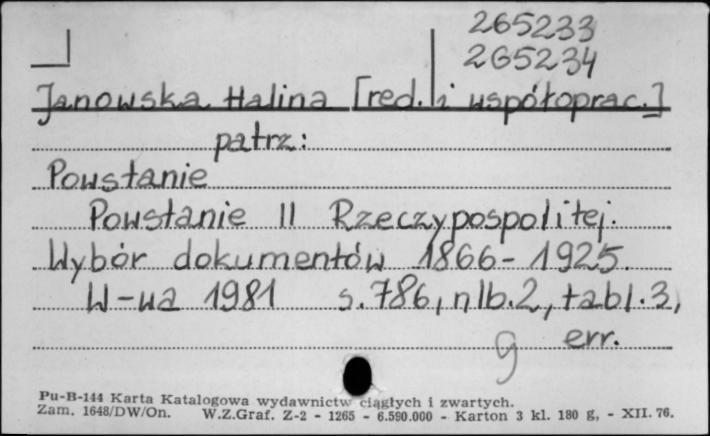 265233
265234
Janowska Halina [red. i współoprac.]
patrz:
Powstanie
Powstanie II Rzeczypospolitej.
Wybór dokumentów 1866-1925.
W-wa 1981 s. 786, nlb. 2, tabl. 3,
g err.
Pu-B-144 Karta Katalogowa wydawnictw ciągłych i zwartych.
Zam. 1648/DW/On. W.Z.Graf. Z-2 - 1265 - 6.590.000 - Karton 3 kl. 180 g, - XII. 76.